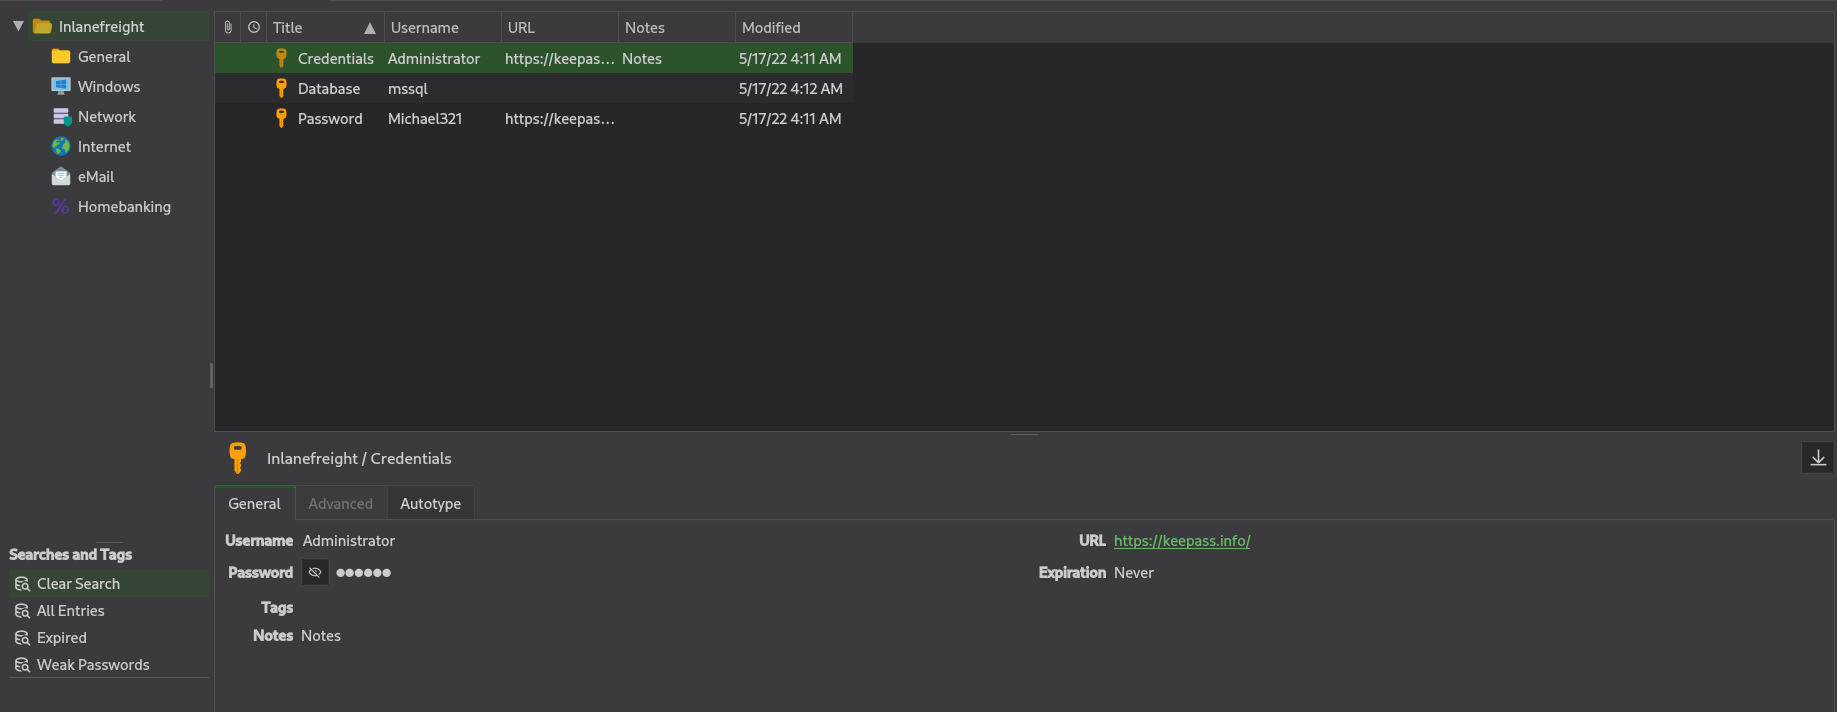 Inlanefreight
General
Windows
Network
Internet
eMail
Homebanking
Searches and Tags
Clear Search
All Entries
Expired
Weak Passwords
Title Username URL Notes Modified
Credentials Administrator https://keepas... Notes 5/17/22 4:11 AM
Database mssql 5/17/22 4:12 AM
Password Michael321 https://keepas... 5/17/22 4:11 AM
Inlanefreight / Credentials
General Advanced Autotype
Username Administrator URL https://keepass.info/
Password ●●●●●● Expiration Never
Tags
Notes Notes